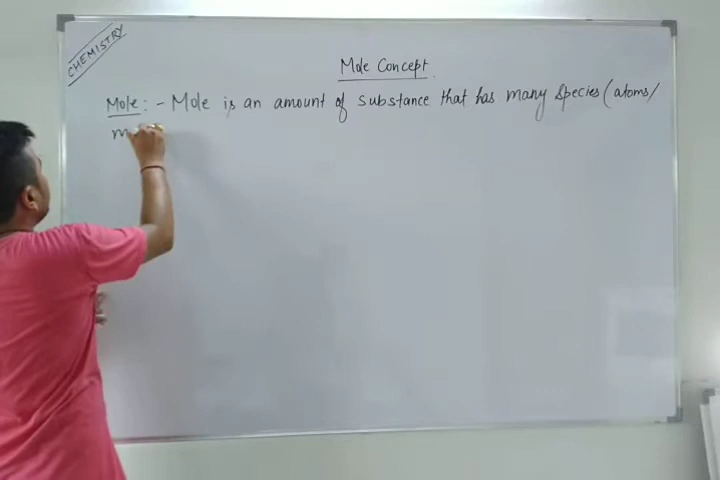 CHEMISTRY
Mole Concept
Mole : - Mole is an amount of substance that has many species (atoms/